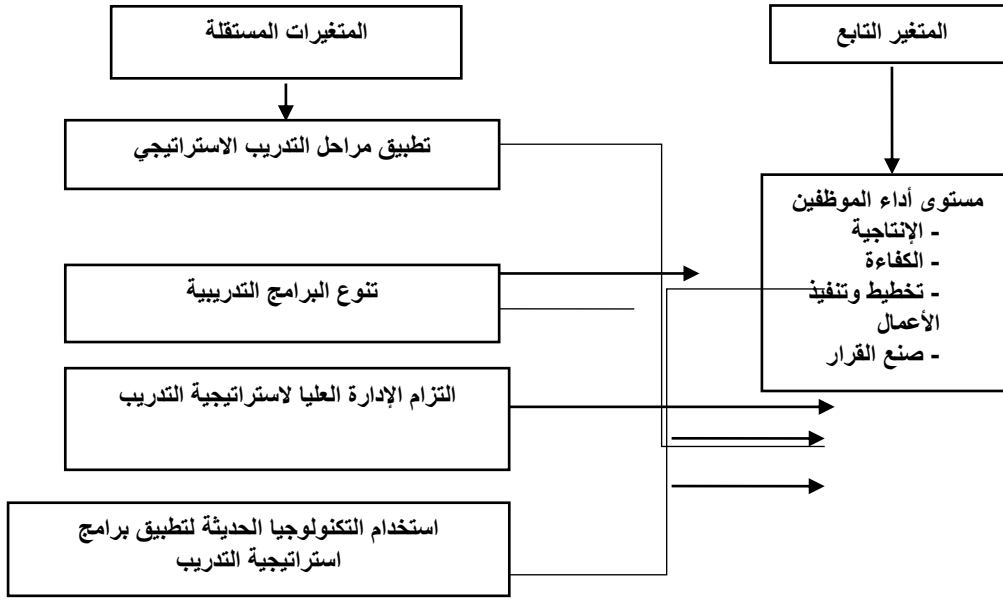 المتغيرات المستقلة
المتغير التابع
تطبيق مراحل التدريب الاستراتيجي
مستوى أداء الموظفين
- الإنتاجية
- الكفاءة
- تخطيط وتنفيذ
الأعمال
- صنع القرار
تنوع البرامج التدريبية
التزام الإدارة العليا لاستراتيجية التدريب
استخدام التكنولوجيا الحديثة لتطبيق برامج
استراتيجية التدريب